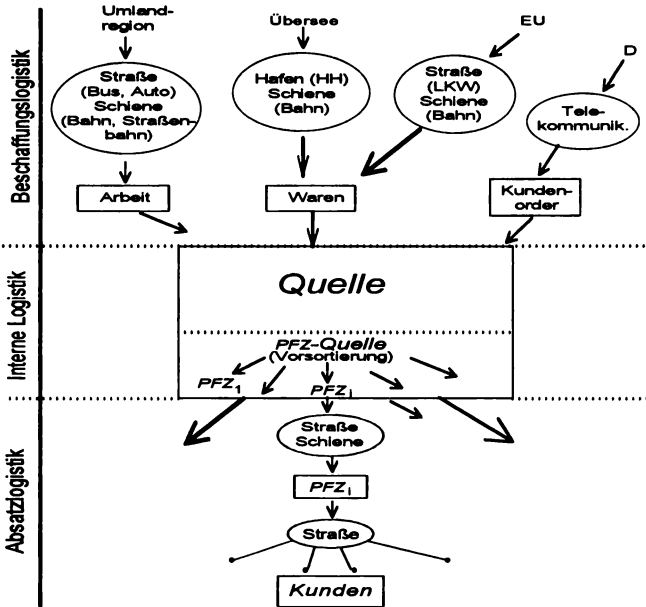 Umland-
region
Übersee
EU
D
Straße
(Bus, Auto)
Schiene
(Bahn, Straßen-
bahn)
Hafen (HH)
Schiene
(Bahn)
Straße
(LKW)
Schiene
(Bahn)
Tele-
kommunik.
Arbeit
Waren
Kunden-
order
Beschaffungslogistik
Quelle
PFZ-Quelle
(Vorsortierung)
PFZ1
PFZi
Interne Logistik
Straße
Schiene
PFZi
Straße
Kunden
Absatzlogistik